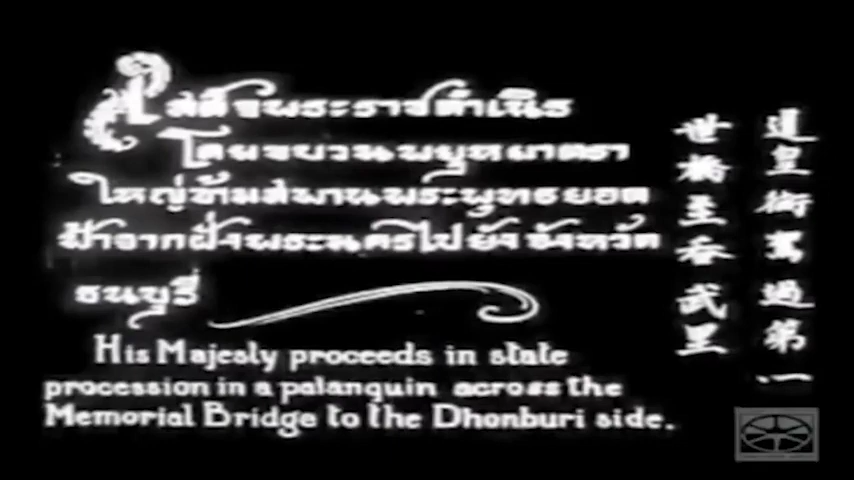 เสด็จพระราชดำเนิร
โดยขบวนพยุหยาตรา
ใหญ่ข้ามสพานพระพุทธยอด
ฟ้าจากฝั่งพระนครไปยังจังหวัด
ธนบุรี
暹皇御駕過第一
世橋至吞武里
His Majesty proceeds in state
procession in a palanquin across the
Memorial Bridge to the Dhonburi side.